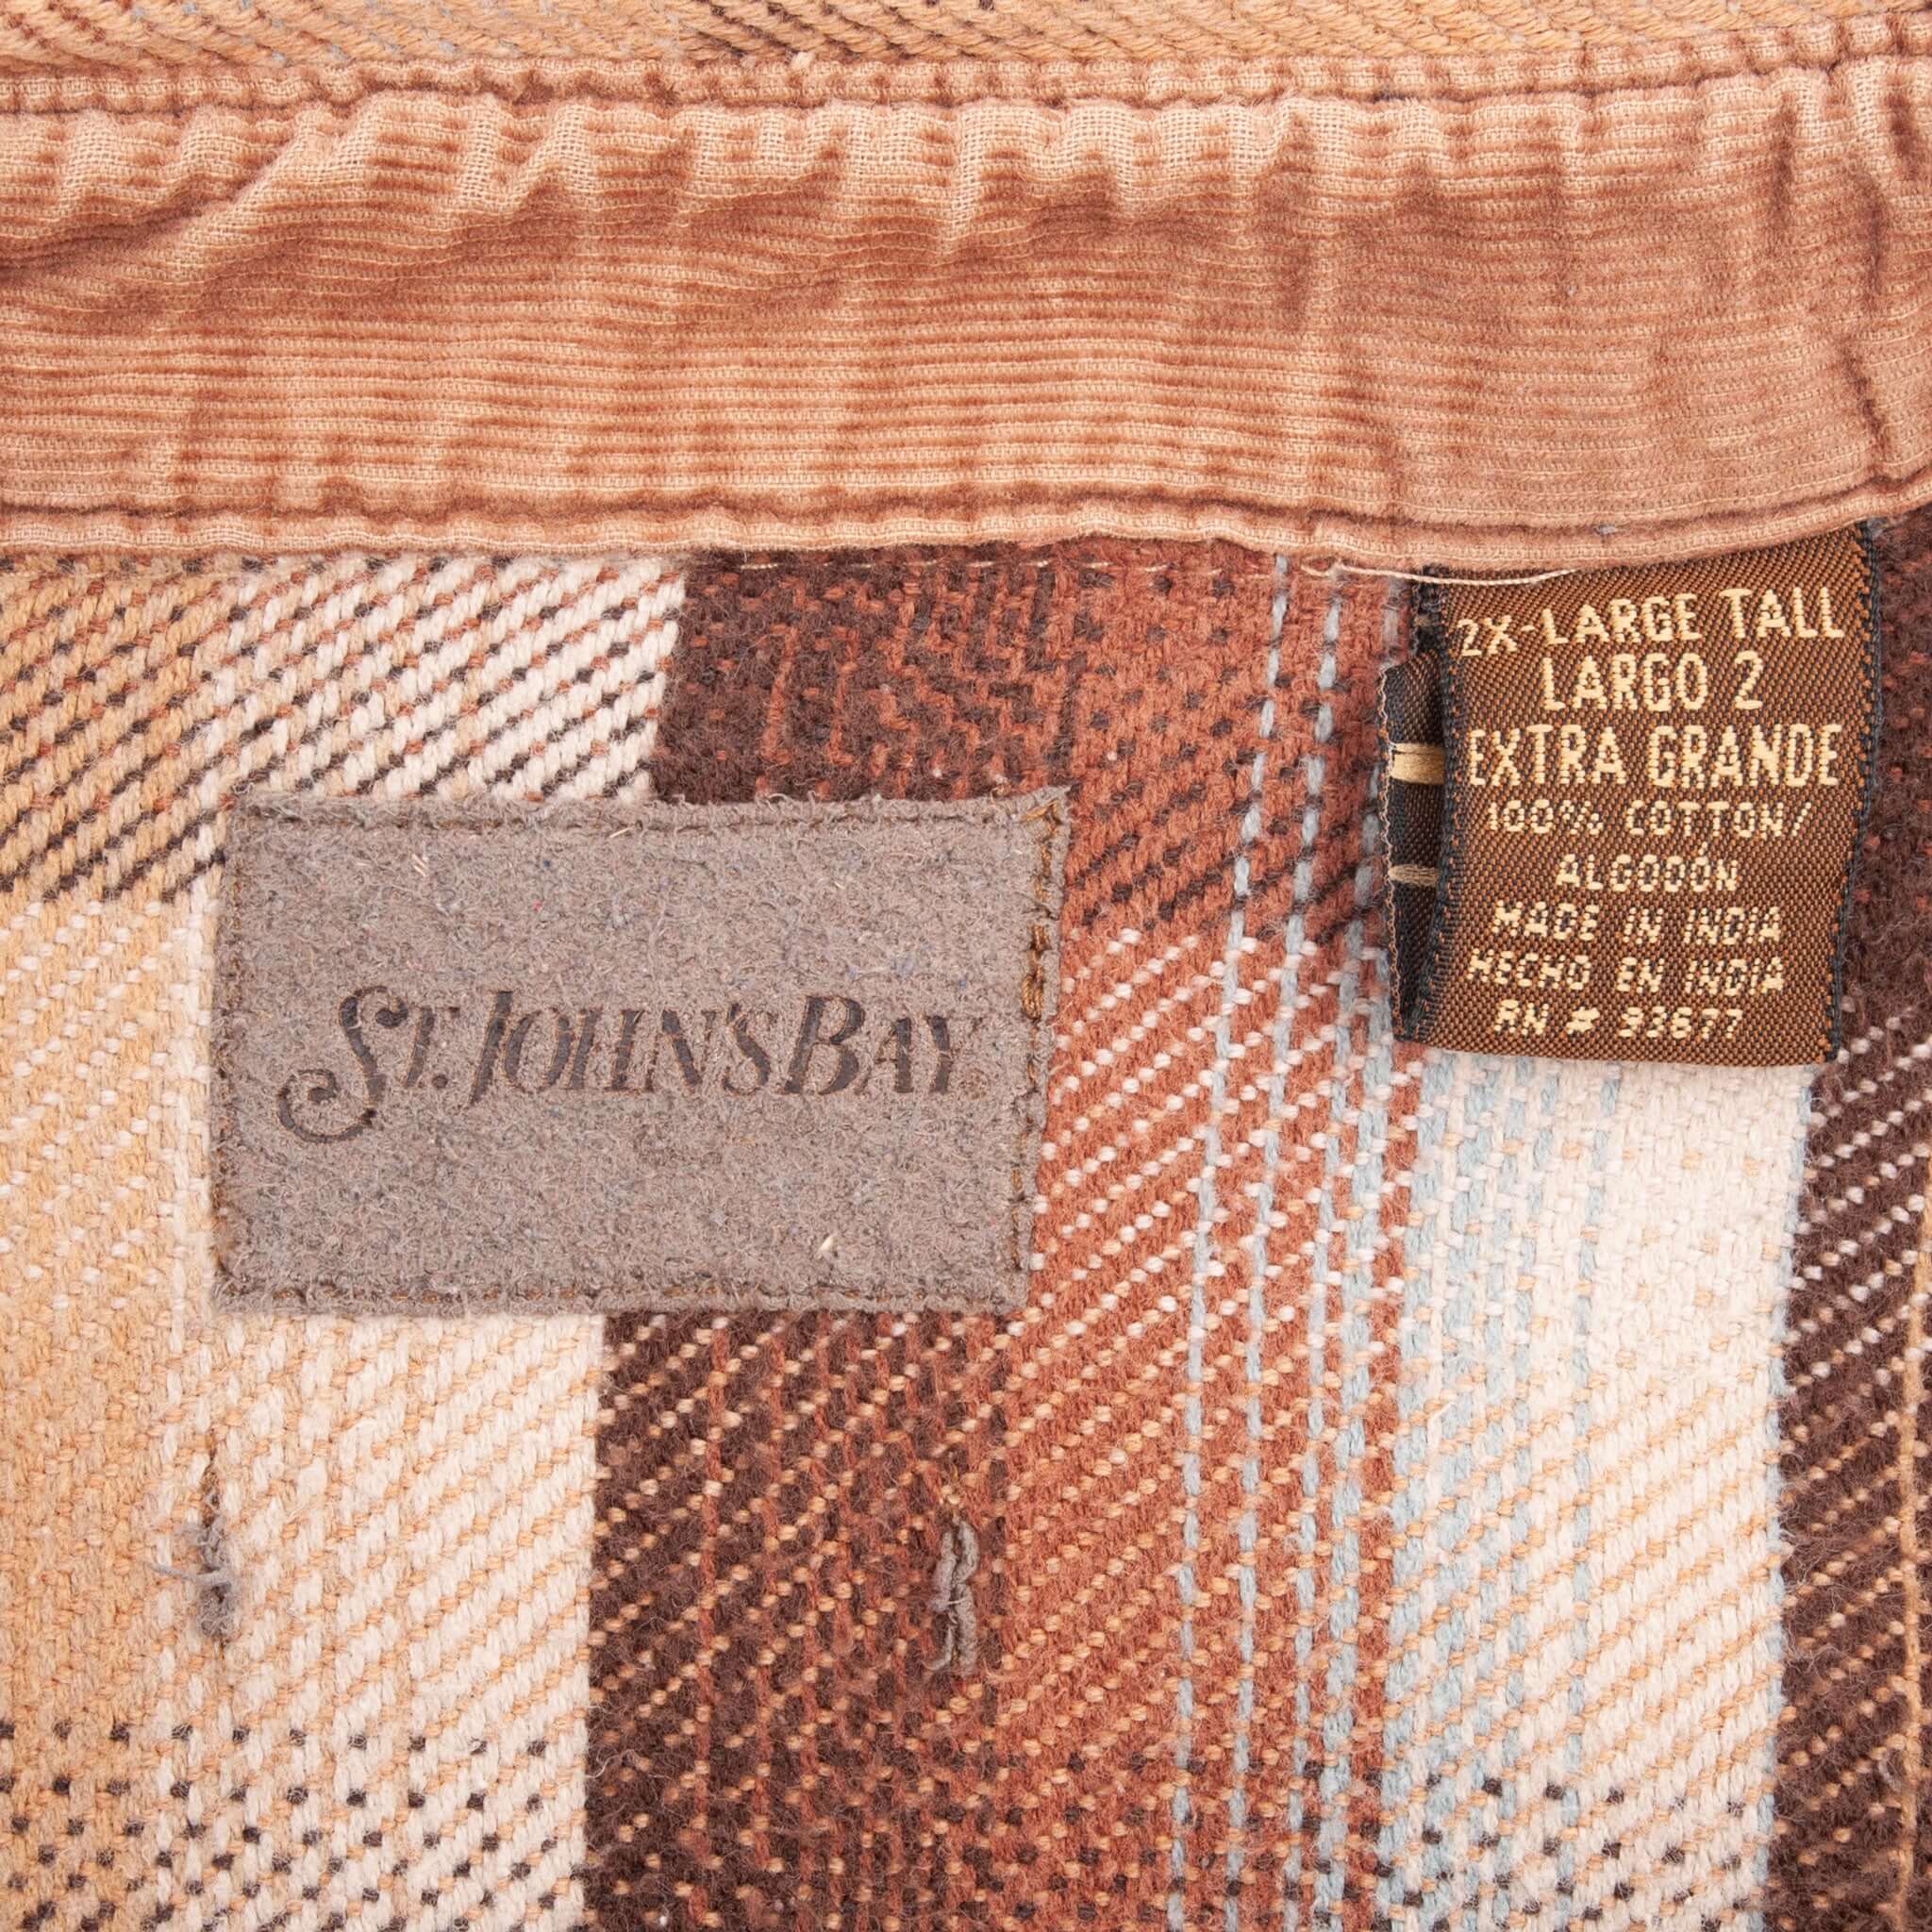 ST. JOHN'S BAY
2X-LARGE TALL
LARGO 2
EXTRA GRANDE
100% COTTON/
ALGODÓN
MADE IN INDIA
HECHO EN INDIA
RN # 93677